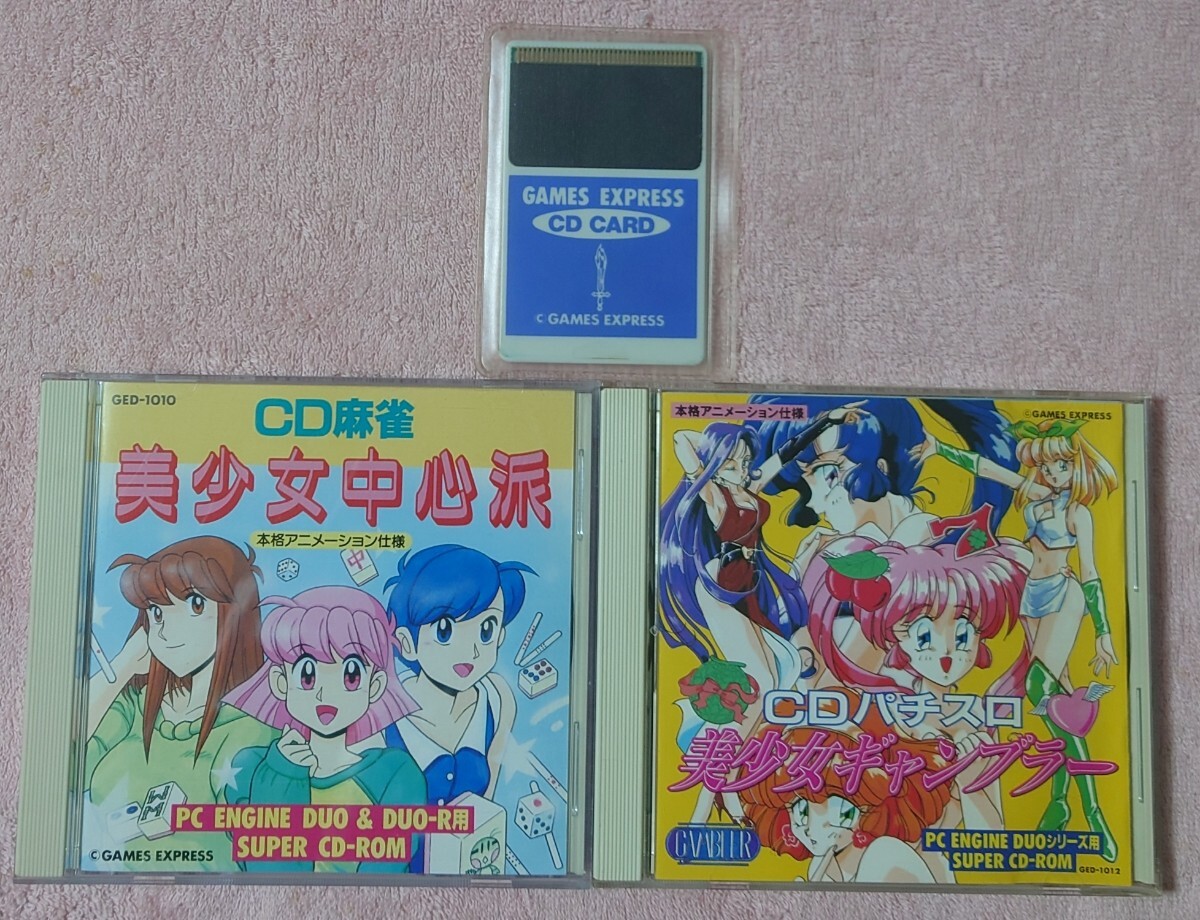 GAMES EXPRESS
CD CARD
© GAMES EXPRESS
GED-1010
CD麻雀
美少女中心派
本格アニメーション仕様
中
PC ENGINE DUO & DUO-R用
SUPER CD-ROM
© GAMES EXPRESS
本格アニメーション仕様
© GAMES EXPRESS
7
CDパチスロ
美少女ギャンブラー
PC ENGINE DUOシリーズ用
SUPER CD-ROM
GED-1012